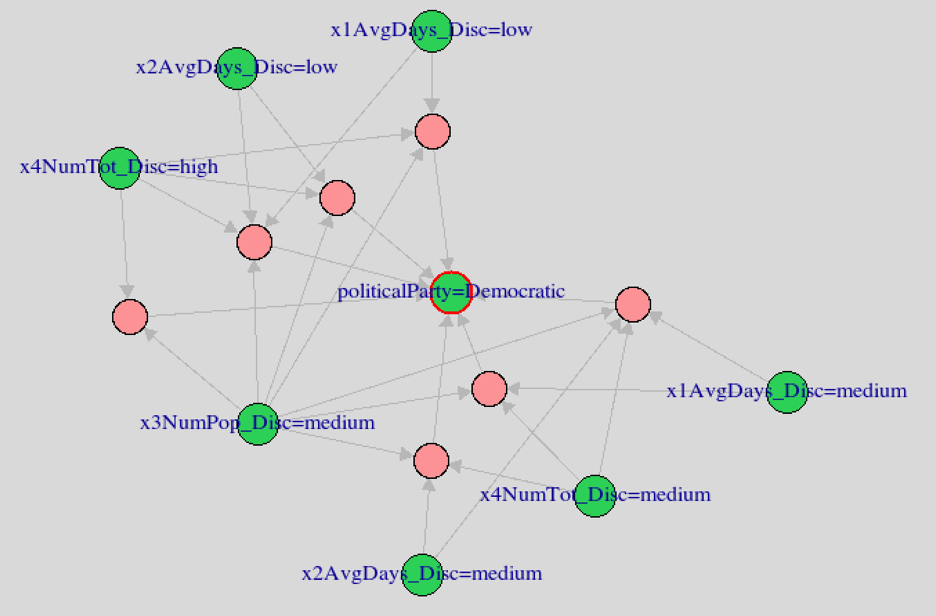 x1AvgDays_Disc=low
x2AvgDays_Disc=low
x4NumTot_Disc=high
politicalParty=Democratic
x1AvgDays_Disc=medium
x3NumPop_Disc=medium
x4NumTot_Disc=medium
x2AvgDays_Disc=medium